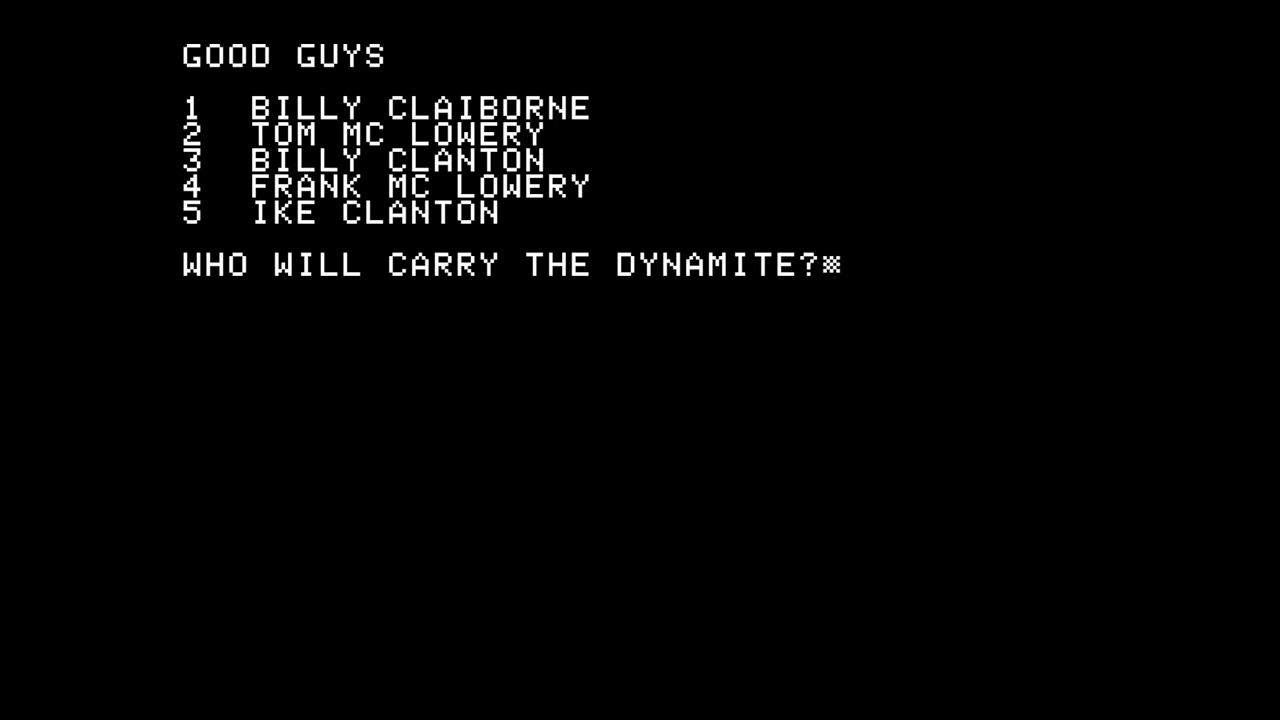 GOOD GUYS
1  BILLY CLAIBORNE
2  TOM MC LOWERY
3  BILLY CLANTON
4  FRANK MC LOWERY
5  IKE CLANTON
WHO WILL CARRY THE DYNAMITE?